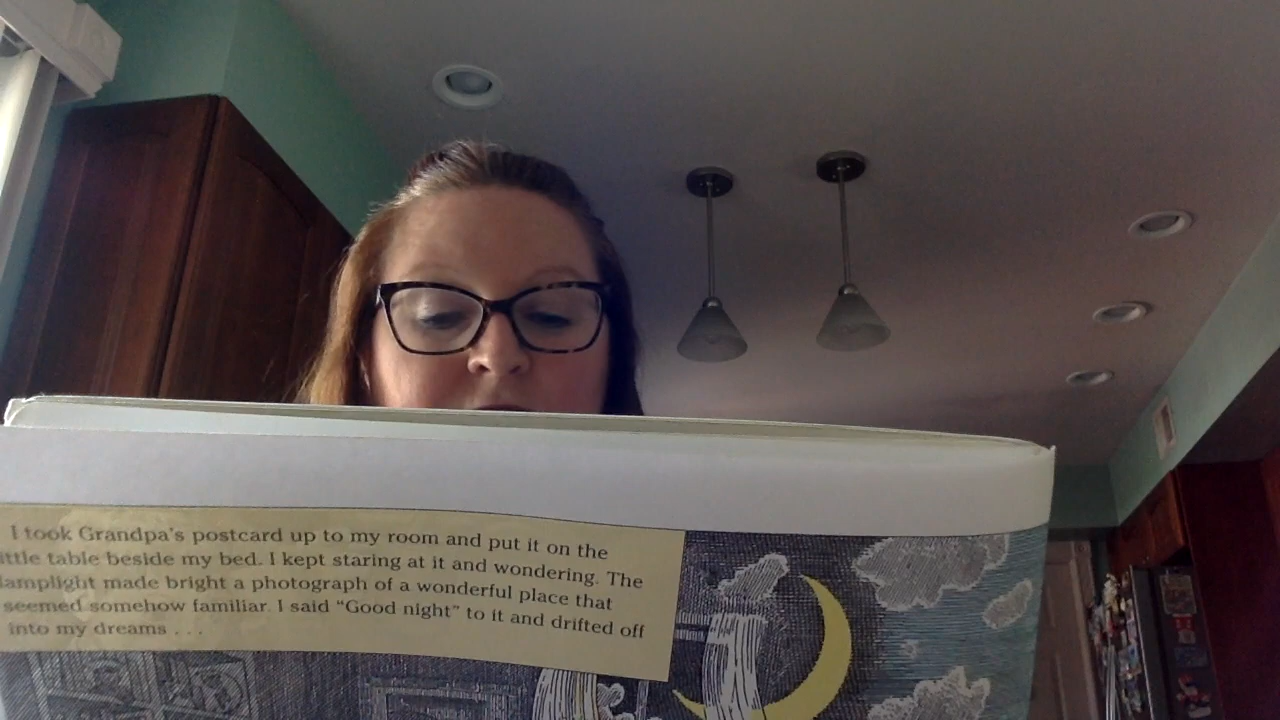 I took Grandpa's postcard up to my room and put it on the
ittle table beside my bed. I kept staring at it and wondering. The
lamplight made bright a photograph of a wonderful place that
seemed somehow familiar. I said “Good night” to it and drifted off
into my dreams . . .